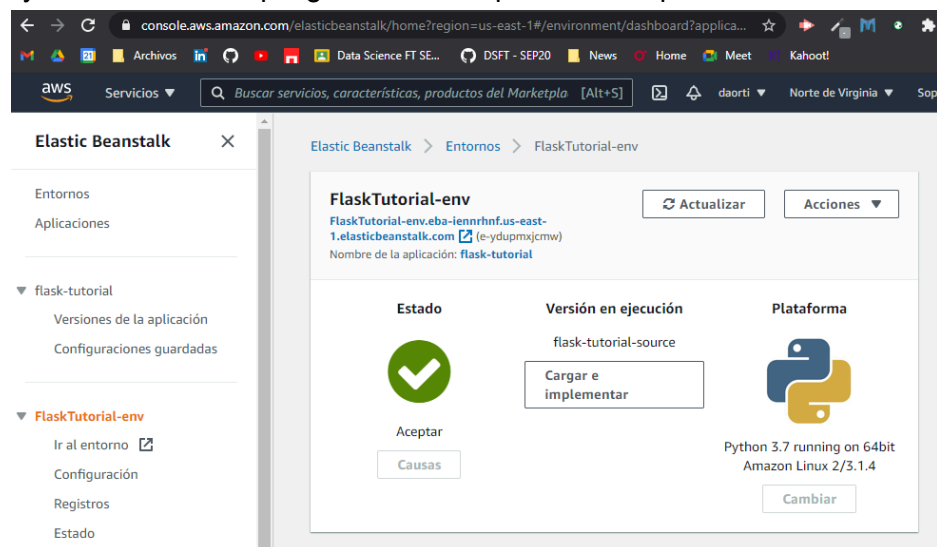 console.aws.amazon.com/elasticbeanstalk/home?region=us-east-1#/environment/dashboard?applica...
21 Archivos in Data Science FT SE... DSFT - SEP20 News Home Meet Kahoot!
aws Servicios ▼ Buscar servicios, características, productos del Marketpla [Alt+S] daorti ▼ Norte de Virginia ▼ Sop
Elastic Beanstalk
Entornos
Aplicaciones
flask-tutorial
Versiones de la aplicación
Configuraciones guardadas
FlaskTutorial-env
Ir al entorno
Configuración
Registros
Estado
Elastic Beanstalk > Entornos > FlaskTutorial-env
FlaskTutorial-env
FlaskTutorial-env.eba-iennrhnf.us-east-
1.elasticbeanstalk.com (e-ydupmxjcmw)
Nombre de la aplicación: flask-tutorial
Actualizar
Acciones ▼
Estado
Aceptar
Causas
Versión en ejecución
flask-tutorial-source
Cargar e
implementar
Plataforma
Python 3.7 running on 64bit
Amazon Linux 2/3.1.4
Cambiar